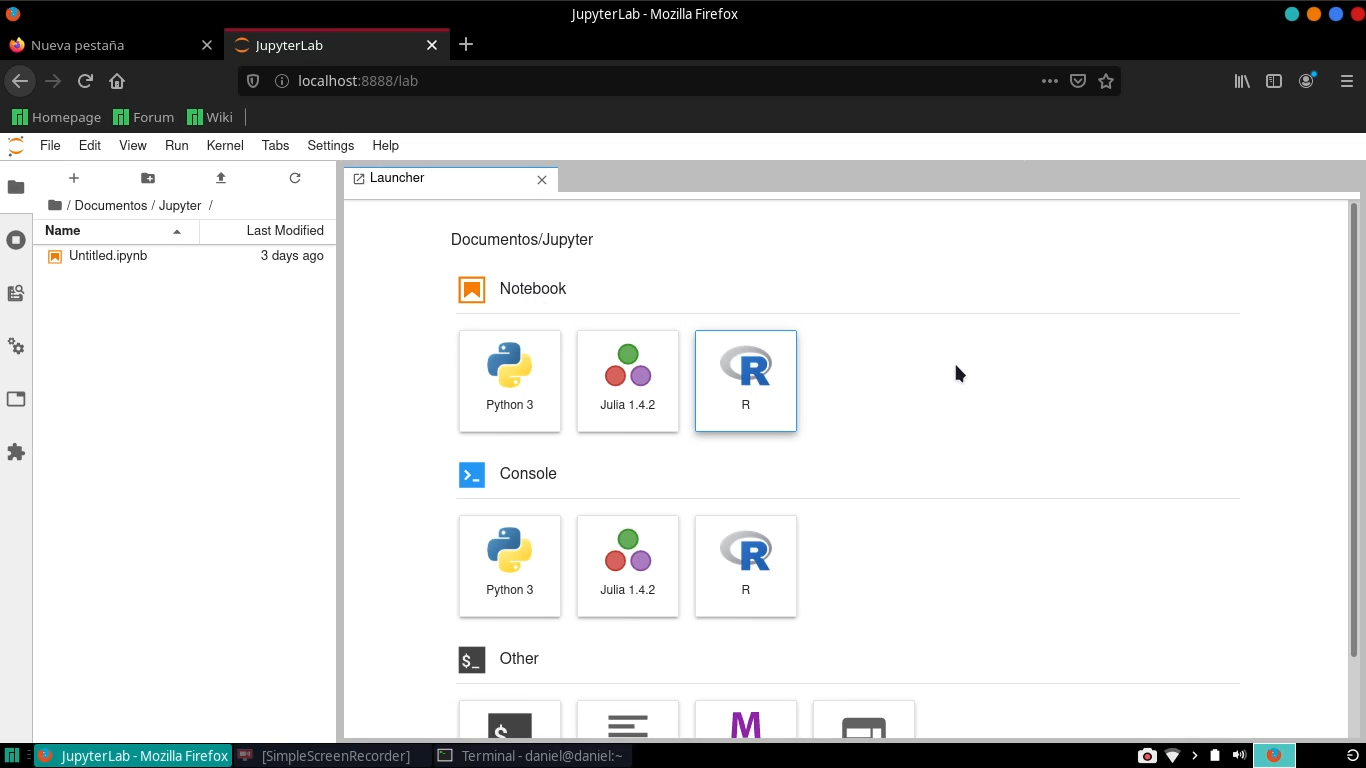 JupyterLab - Mozilla Firefox
Nueva pestaña
JupyterLab
localhost:8888/lab
Homepage Forum Wiki
File Edit View Run Kernel Tabs Settings Help
Launcher
/ Documentos / Jupyter /
Name Last Modified
Untitled.ipynb 3 days ago
Documentos/Jupyter
Notebook
Python 3 Julia 1.4.2 R
Console
Python 3 Julia 1.4.2 R
$_ Other
JupyterLab - Mozilla Firefox [SimpleScreenRecorder] Terminal - daniel@daniel:~